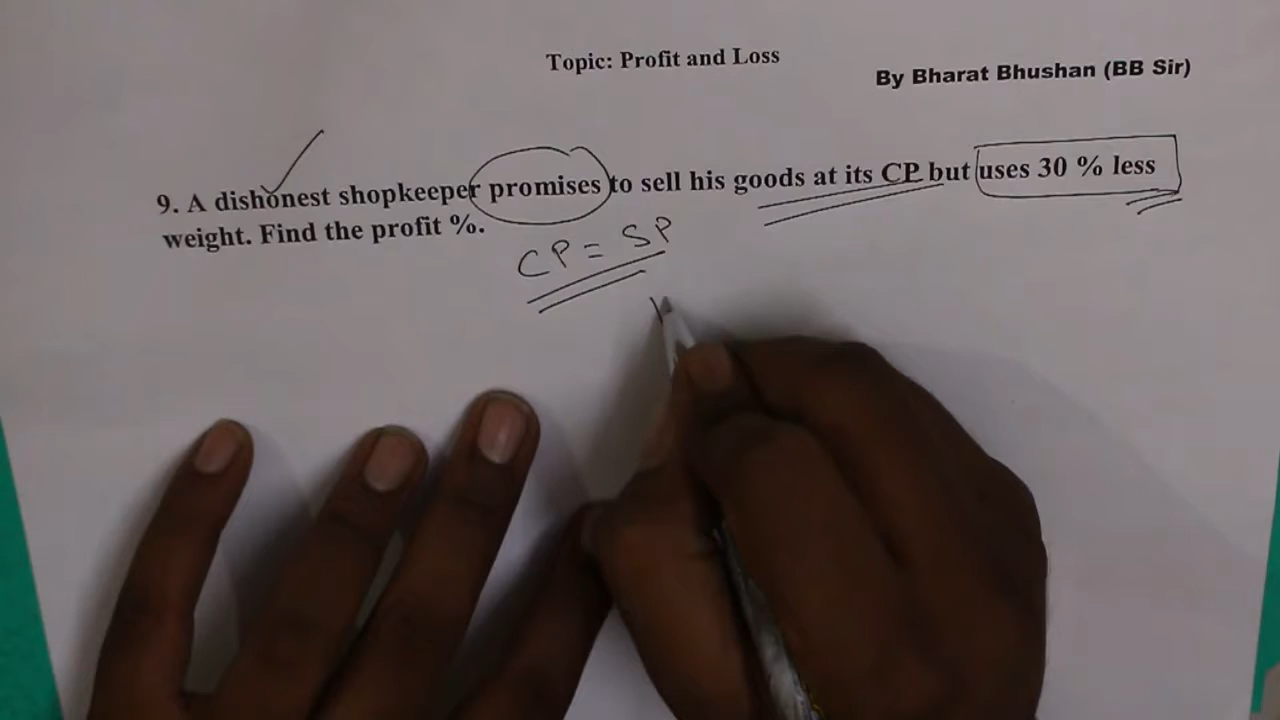 Topic: Profit and Loss
By Bharat Bhushan (BB Sir)
9. A dishonest shopkeeper promises to sell his goods at its CP but uses 30 % less
weight. Find the profit %.
CP = SP